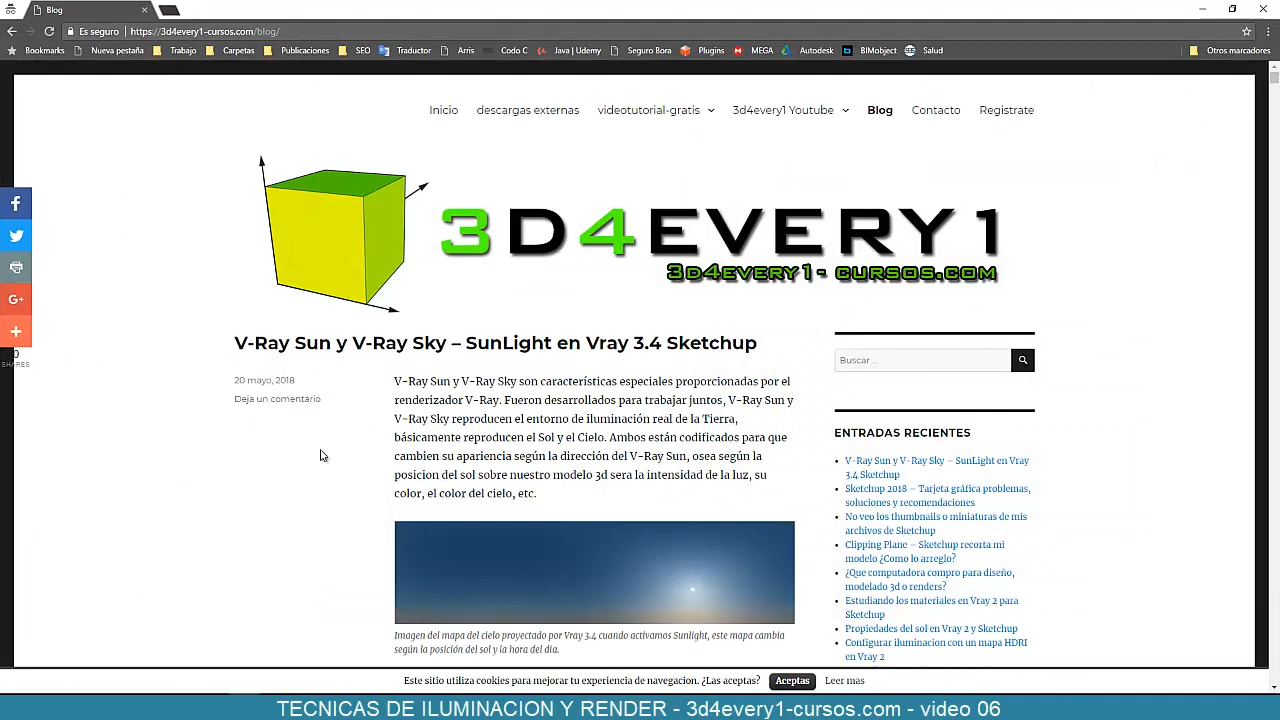 Blog
Es seguro | https://3d4every1-cursos.com/blog/
Bookmarks Nueva pestaña Trabajo Carpetas Publicaciones SEO Traductor Arris Codo C Java | Udemy Seguro Bora Plugins MEGA Autodesk BIMobject Salud Otros marcadores
Inicio descargas externas videotutorial-gratis 3d4every1 Youtube Blog Contacto Registrate
3D4EVERY1
3D4EVERY1- CURSOS.COM
V-Ray Sun y V-Ray Sky – SunLight en Vray 3.4 Sketchup
20 mayo, 2018
Deja un comentario
V-Ray Sun y V-Ray Sky son características especiales proporcionadas por el
renderizador V-Ray. Fueron desarrollados para trabajar juntos, V-Ray Sun y
V-Ray Sky reproducen el entorno de iluminación real de la Tierra,
básicamente reproducen el Sol y el Cielo. Ambos están codificados para que
cambien su apariencia según la dirección del V-Ray Sun, osea según la
posicion del sol sobre nuestro modelo 3d sera la intensidad de la luz, su
color, el color del cielo, etc.
Imagen del mapa del cielo proyectado por Vray 3.4 cuando activamos Sunlight, este mapa cambia
según la posición del sol y la hora del dia.
Buscar ...
ENTRADAS RECIENTES
V-Ray Sun y V-Ray Sky – SunLight en Vray
3.4 Sketchup
Sketchup 2018 – Tarjeta gráfica problemas,
soluciones y recomendaciones
No veo los thumbnails o miniaturas de mis
archivos de Sketchup
Clipping Plane – Sketchup recorta mi
modelo ¿Como lo arreglo?
¿Que computadora compro para diseño,
modelado 3d o renders?
Estudiando los materiales en Vray 2 para
Sketchup
Propiedades del sol en Vray 2 y Sketchup
Configurar iluminacion con un mapa HDRI
en Vray 2
0
SHARES
Este sitio utiliza cookies para mejorar tu experiencia de navegacion. ¿Las aceptas? Aceptas Leer mas
TECNICAS DE ILUMINACION Y RENDER - 3d4every1-cursos.com - video 06